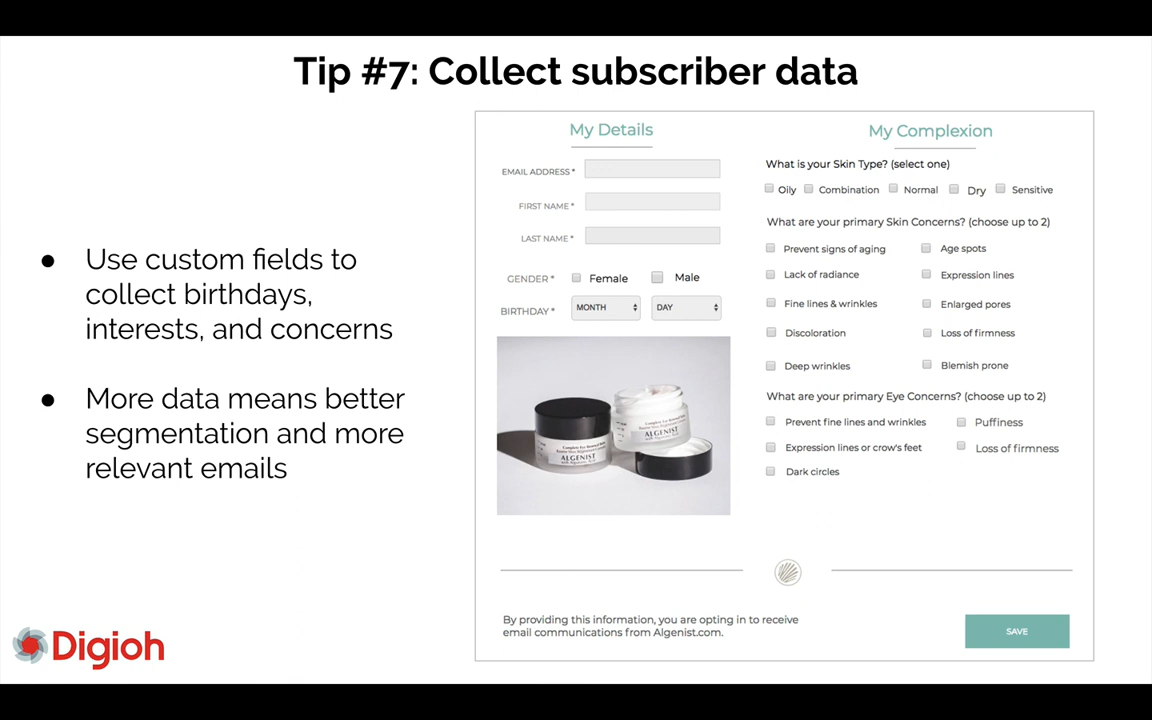 Tip #7: Collect subscriber data
● Use custom fields to
collect birthdays,
interests, and concerns
● More data means better
segmentation and more
relevant emails
Digioh
My Details
EMAIL ADDRESS *
FIRST NAME *
LAST NAME *
GENDER * Female Male
BIRTHDAY * MONTH DAY
ALGENIST
ALGENIST
My Complexion
What is your Skin Type? (select one)
Oily Combination Normal Dry Sensitive
What are your primary Skin Concerns? (choose up to 2)
Prevent signs of aging Age spots
Lack of radiance Expression lines
Fine lines & wrinkles Enlarged pores
Discoloration Loss of firmness
Deep wrinkles Blemish prone
What are your primary Eye Concerns? (choose up to 2)
Prevent fine lines and wrinkles Puffiness
Expression lines or crow's feet Loss of firmness
Dark circles
By providing this information, you are opting in to receive
email communications from Algenist.com.
SAVE